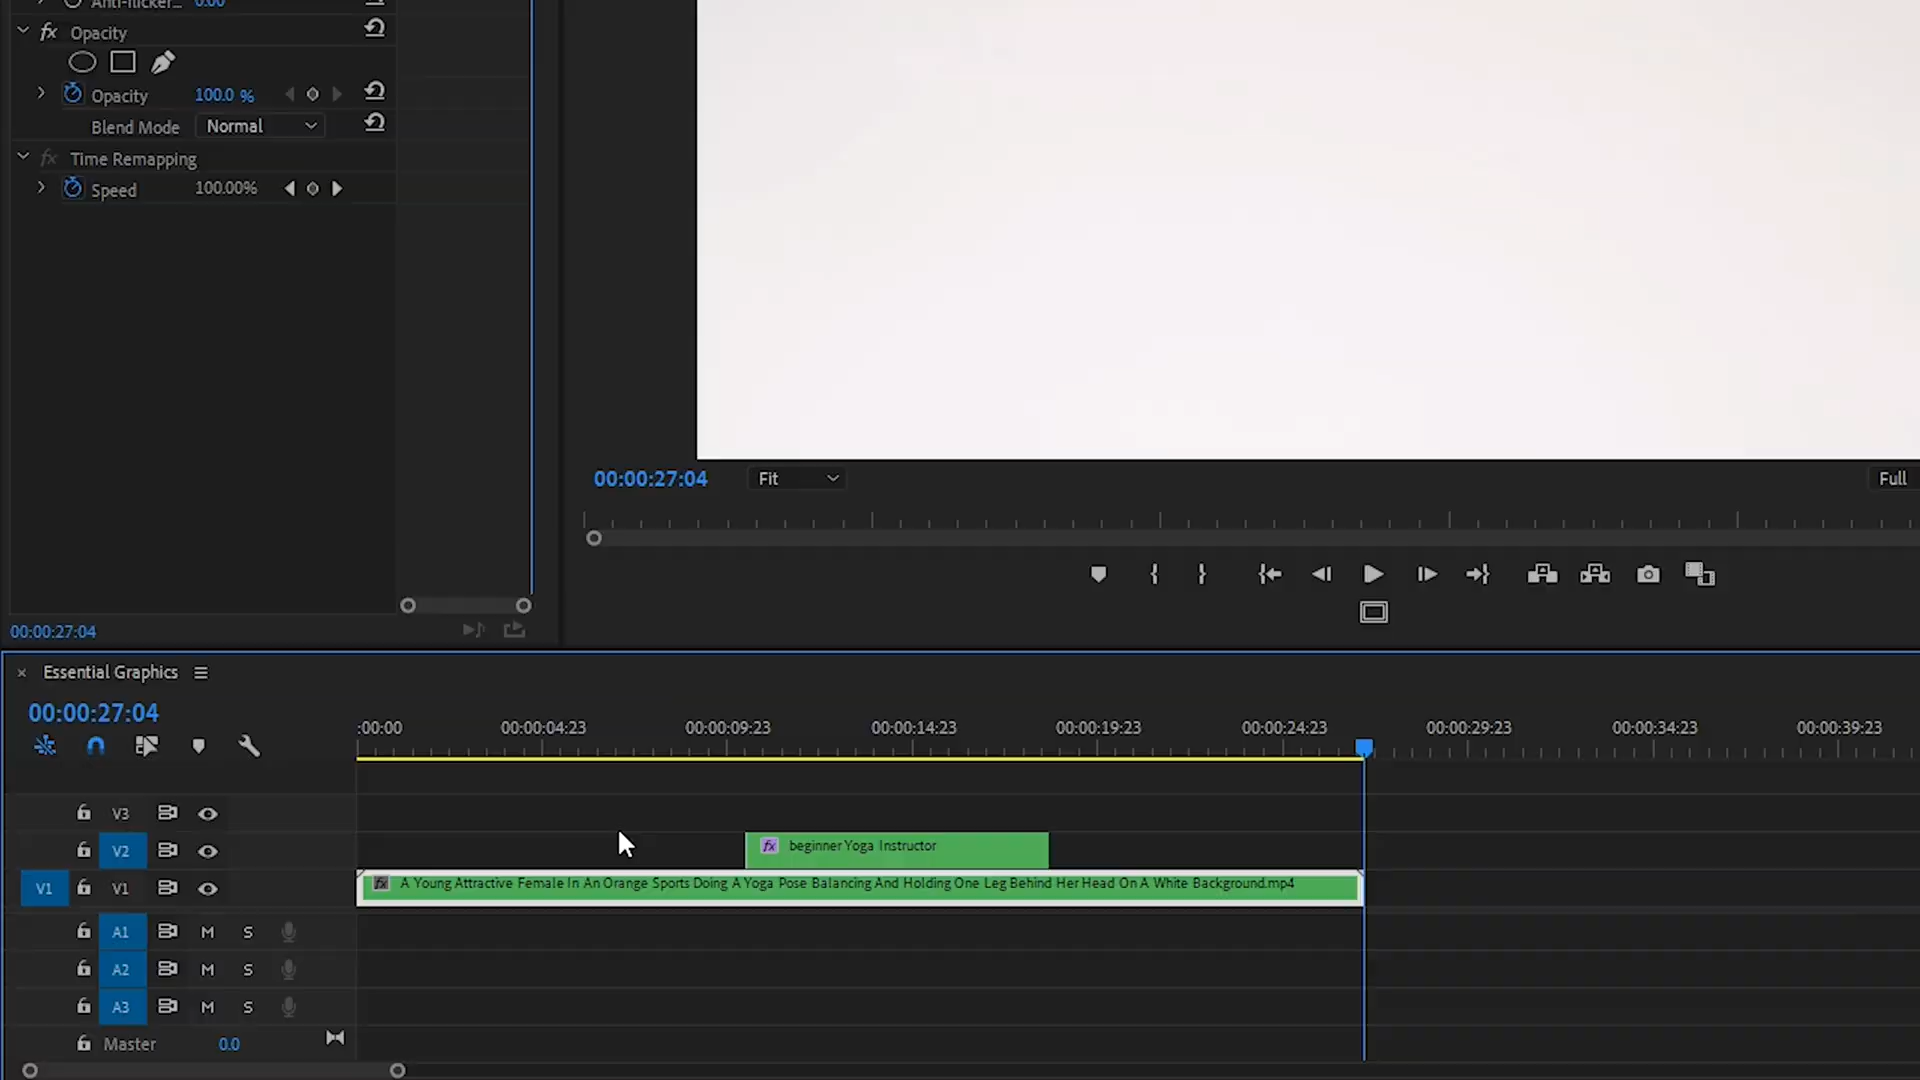 Anti-flicker... 0.00
fx Opacity
Opacity 100.0 %
Blend Mode Normal
fx Time Remapping
Speed 100.00%
00:00:27:04 Fit Full
00:00:27:04
× Essential Graphics
00:00:27:04
:00:00 00:00:04:23 00:00:09:23 00:00:14:23 00:00:19:23 00:00:24:23 00:00:29:23 00:00:34:23 00:00:39:23
V3
V2 fx beginner Yoga Instructor
V1 V1 fx A Young Attractive Female In An Orange Sports Doing A Yoga Pose Balancing And Holding One Leg Behind Her Head On A White Background.mp4
A1 M S
A2 M S
A3 M S
Master 0.0